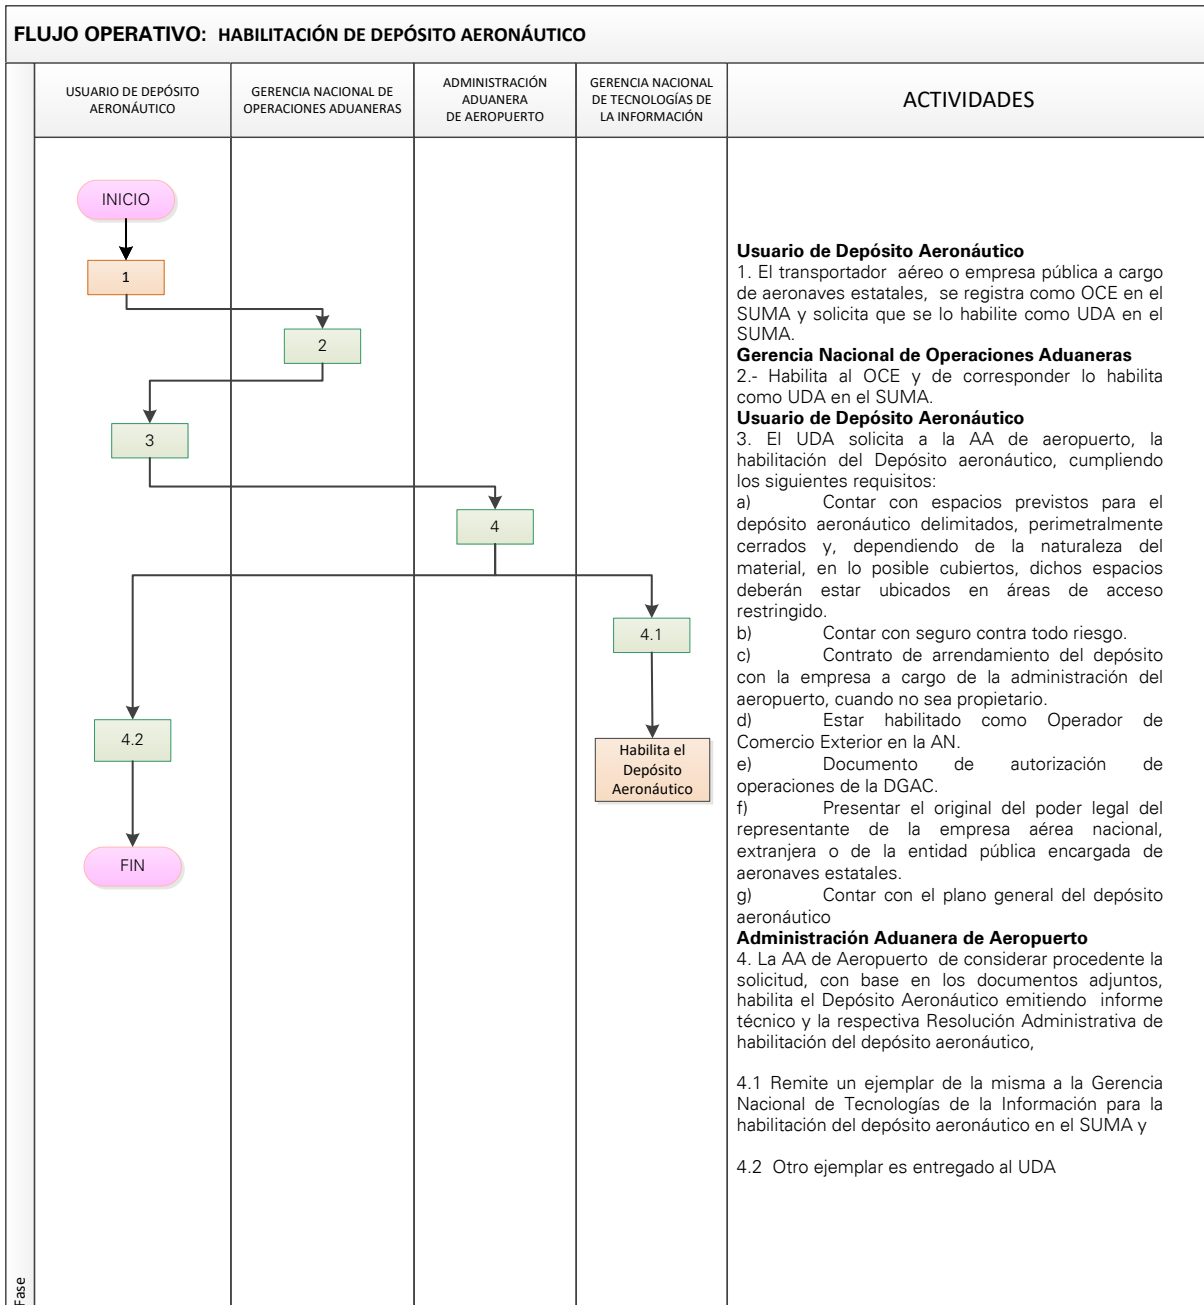 FLUJO OPERATIVO: HABILITACIÓN DE DEPÓSITO AERONÁUTICO
USUARIO DE DEPÓSITO
AERONÁUTICO
GERENCIA NACIONAL DE
OPERACIONES ADUANERAS
ADMINISTRACIÓN
ADUANERA
DE AEROPUERTO
GERENCIA NACIONAL
DE TECNOLOGÍAS DE
LA INFORMACIÓN
ACTIVIDADES
INICIO
1
2
3
4
4.1
4.2
Habilita el
Depósito
Aeronáutico
FIN
Usuario de Depósito Aeronáutico
1. El transportador aéreo o empresa pública a cargo
de aeronaves estatales, se registra como OCE en el
SUMA y solicita que se lo habilite como UDA en el
SUMA.
Gerencia Nacional de Operaciones Aduaneras
2.- Habilita al OCE y de corresponder lo habilita
como UDA en el SUMA.
Usuario de Depósito Aeronáutico
3. El UDA solicita a la AA de aeropuerto, la
habilitación del Depósito aeronáutico, cumpliendo
los siguientes requisitos:
a) Contar con espacios previstos para el
depósito aeronáutico delimitados, perimetralmente
cerrados y, dependiendo de la naturaleza del
material, en lo posible cubiertos, dichos espacios
deberán estar ubicados en áreas de acceso
restringido.
b) Contar con seguro contra todo riesgo.
c) Contrato de arrendamiento del depósito
con la empresa a cargo de la administración del
aeropuerto, cuando no sea propietario.
d) Estar habilitado como Operador de
Comercio Exterior en la AN.
e) Documento de autorización de
operaciones de la DGAC.
f) Presentar el original del poder legal del
representante de la empresa aérea nacional,
extranjera o de la entidad pública encargada de
aeronaves estatales.
g) Contar con el plano general del depósito
aeronáutico
Administración Aduanera de Aeropuerto
4. La AA de Aeropuerto de considerar procedente la
solicitud, con base en los documentos adjuntos,
habilita el Depósito Aeronáutico emitiendo informe
técnico y la respectiva Resolución Administrativa de
habilitación del depósito aeronáutico,
4.1 Remite un ejemplar de la misma a la Gerencia
Nacional de Tecnologías de la Información para la
habilitación del depósito aeronáutico en el SUMA y
4.2 Otro ejemplar es entregado al UDA
Fase